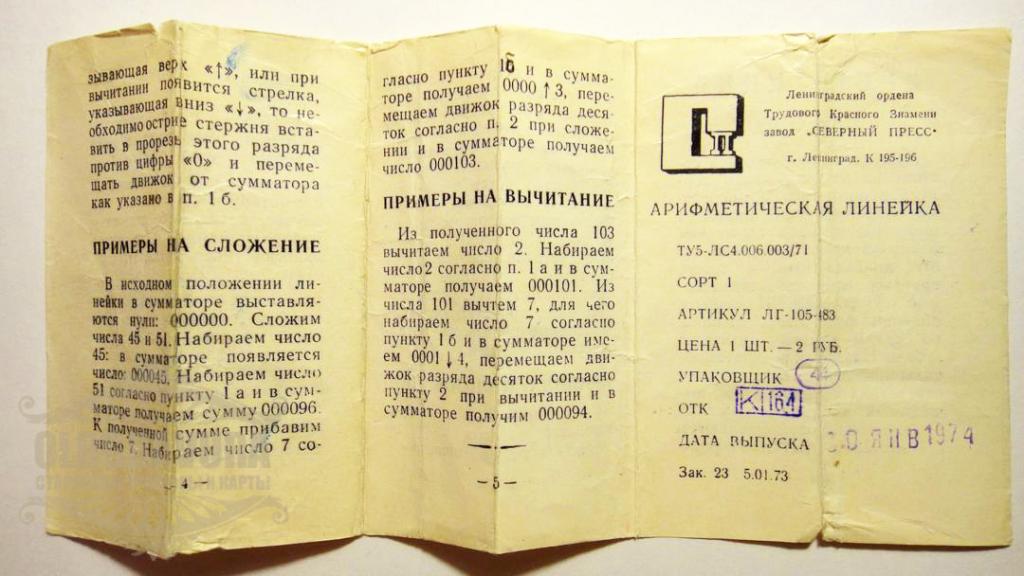 зывающая верх «↑», или при
вычитании появится стрелка,
указывающая вниз «↓», то не-
обходимо острие стержня вста-
вить в прорезь этого разряда
против цифры «О» и переме-
щать движок от сумматора
как указано в п. 1 б.
ПРИМЕРЫ НА СЛОЖЕНИЕ
В исходном положении ли-
нейки в сумматоре выставля-
ются нули: 000000. Сложим
числа 45 и 51. Набираем число
45: в сумматоре появляется
число: 000045. Набираем число
51 согласно пункту 1 а и в сум-
маторе получаем сумму 000096.
К полученной сумме прибавим
число 7. Набираем число 7 со-
— 4 —
гласно пункту 1б и в сумма-
торе получаем 0000 ↑ 3, пере-
мещаем движок разряда деся-
ток согласно п. 2 при сложе-
нии и в сумматоре получаем
число 000103.
ПРИМЕРЫ НА ВЫЧИТАНИЕ
Из полученного числа 103
вычитаем число 2. Набираем
число 2 согласно п. 1 а и в сум-
маторе получаем 000101. Из
числа 101 вычтем 7, для чего
набираем число 7 согласно
пункту 1 б и в сумматоре име-
ем 0001 ↓ 4, перемещаем дви-
жок разряда десяток согласно
пункту 2 при вычитании и в
сумматоре получим 000094.
— 5 —
Ленинградский ордена
Трудового Красного Знамени
завод „СЕВЕРНЫЙ ПРЕСС"
г. Ленинград. К 195-196
АРИФМЕТИЧЕСКАЯ ЛИНЕЙКА
ТУ5-ЛС4.006.003/71
СОРТ 1
АРТИКУЛ ЛГ-105-483
ЦЕНА 1 ШТ. — 2 РУБ.
УПАКОВЩИК
ОТК К 164
ДАТА ВЫПУСКА 30 ЯНВ 1974
Зак. 23 5.01.73